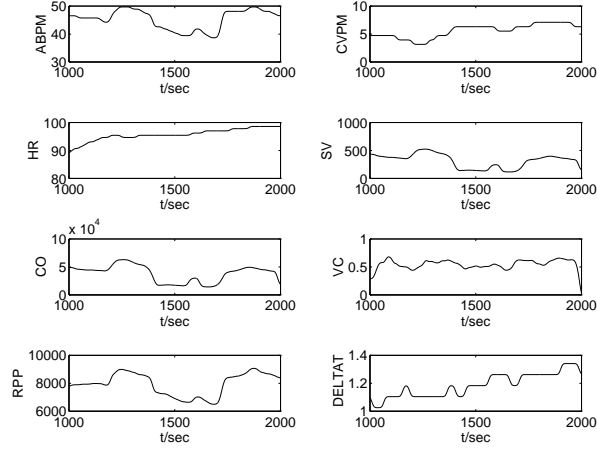 50
40
30
ABPM
1000 1500 2000
t/sec
10
5
0
CVPM
1000 1500 2000
t/sec
100
90
80
HR
1000 1500 2000
t/sec
1000
500
0
SV
1000 1500 2000
t/sec
x 10^4
10
5
0
CO
1000 1500 2000
t/sec
1
0.5
0
VC
1000 1500 2000
t/sec
10000
8000
6000
RPP
1000 1500 2000
t/sec
1.4
1.2
1
DELTAT
1000 1500 2000
t/sec